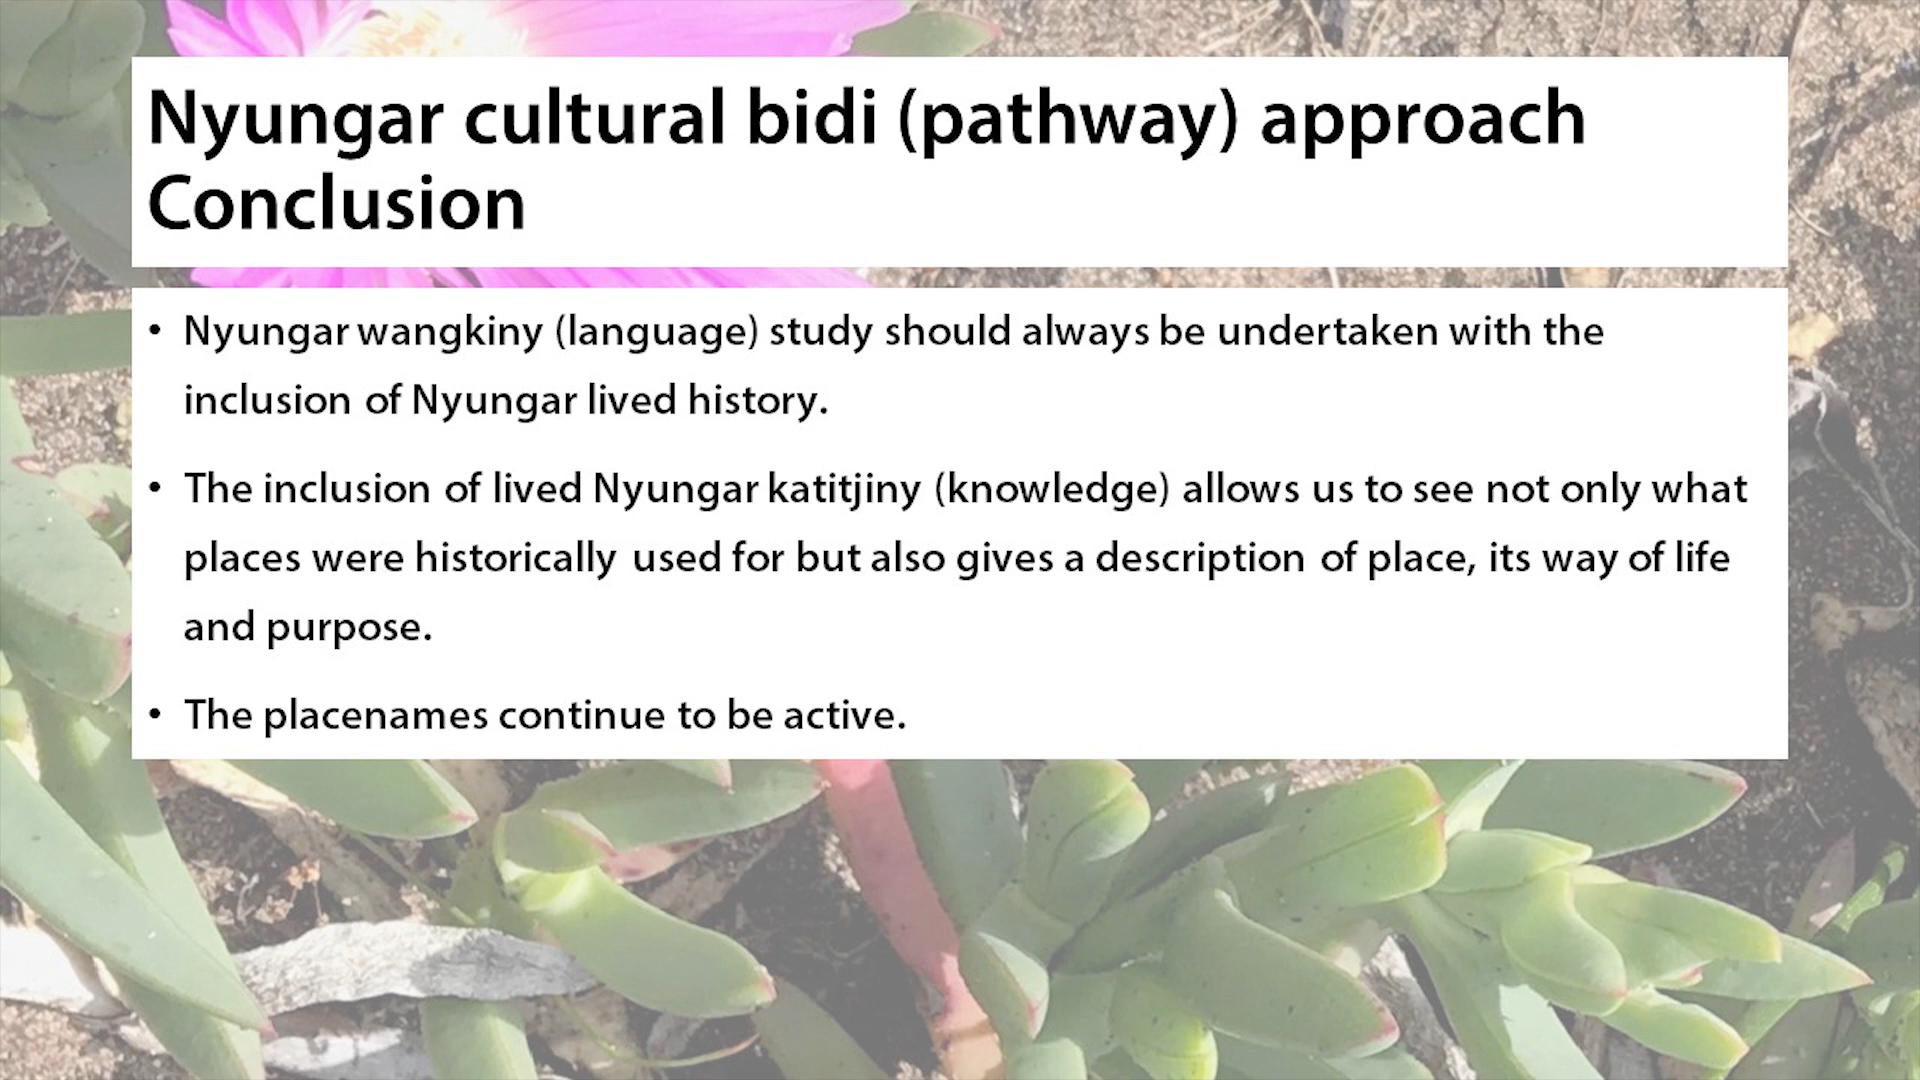 Nyungar cultural bidi (pathway) approach
Conclusion
• Nyungar wangkiny (language) study should always be undertaken with the
inclusion of Nyungar lived history.
• The inclusion of lived Nyungar katitjiny (knowledge) allows us to see not only what
places were historically used for but also gives a description of place, its way of life
and purpose.
• The placenames continue to be active.